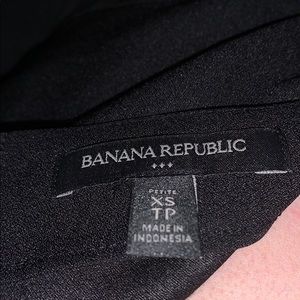 BANANA REPUBLIC
PETITE
XS
TP
MADE IN
INDONESIA